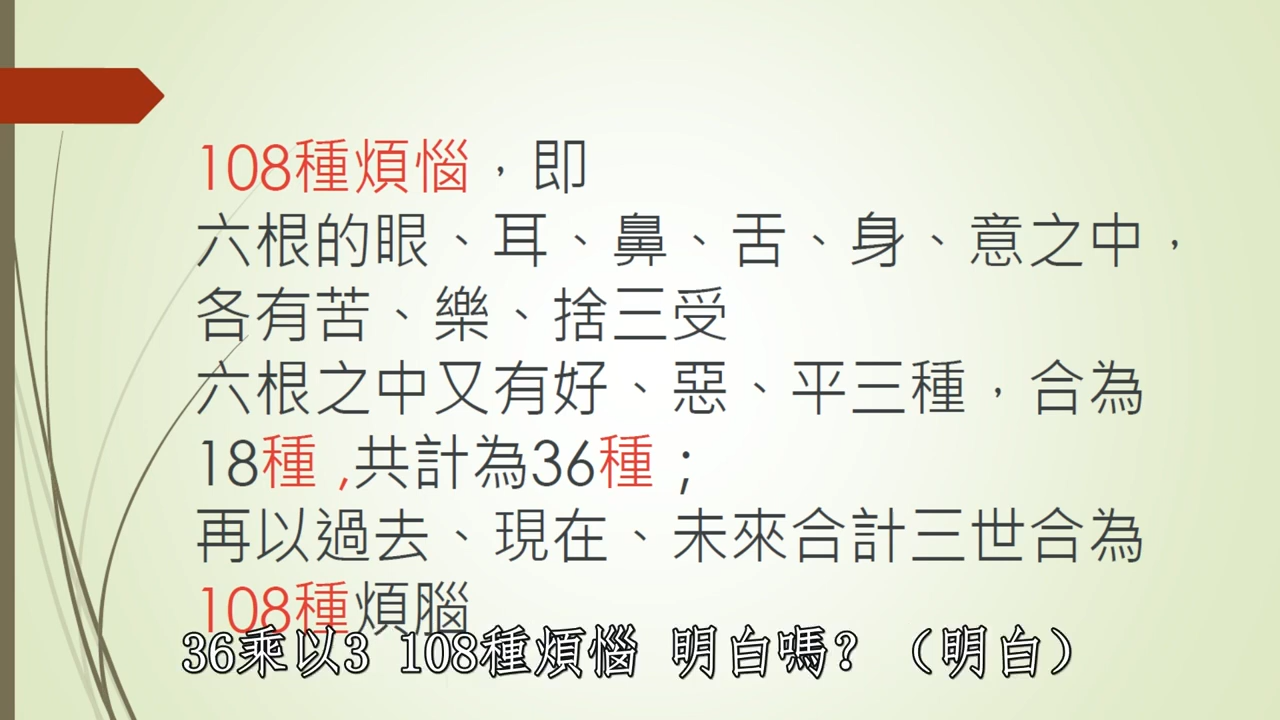 108種煩惱，即
六根的眼、耳、鼻、舌、身、意之中，
各有苦、樂、捨三受
六根之中又有好、惡、平三種，合為
18種 ,共計為36種；
再以過去、現在、未來合計三世合為
108種煩腦
36乘以3 108種煩惱 明白嗎？（明白）